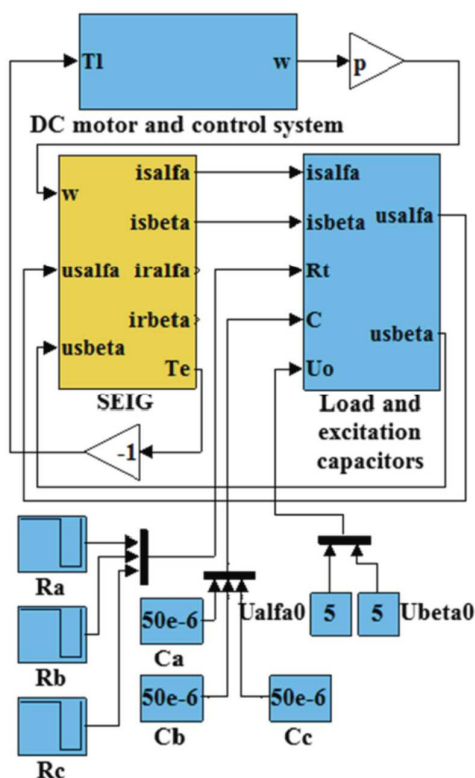 Tl
w
p
DC motor and control system
w
usalfa
usbeta
isalfa
isbeta
iralfa
irbeta
Te
SEIG
isalfa
isbeta
Rt
C
Uo
usalfa
usbeta
Load and
excitation
capacitors
-1
Ra
Rb
Rc
50e-6
Ca
50e-6
Cb
50e-6
Cc
Ualfa0
5
5
Ubeta0